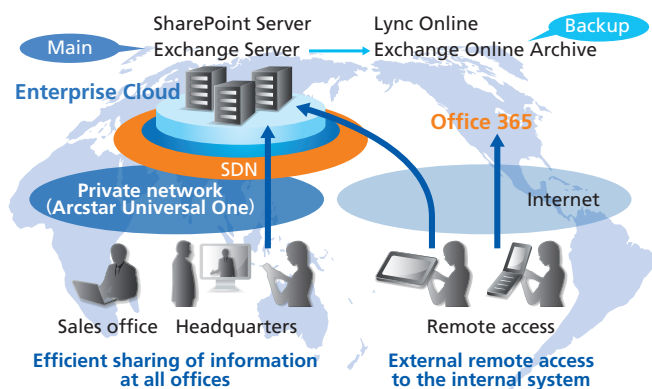 Main
SharePoint Server
Exchange Server
Lync Online
Exchange Online Archive
Backup
Enterprise Cloud
Office 365
SDN
Private network
(Arcstar Universal One)
Internet
Sales office
Headquarters
Remote access
Efficient sharing of information
at all offices
External remote access
to the internal system